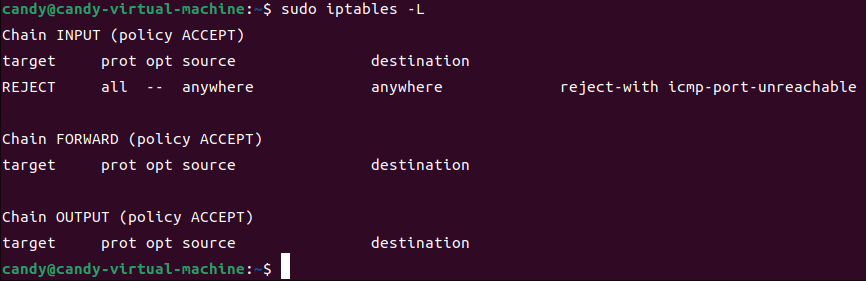 candy@candy-virtual-machine:~$ sudo iptables -L
Chain INPUT (policy ACCEPT)
target     prot opt source               destination
REJECT     all  --  anywhere             anywhere             reject-with icmp-port-unreachable
Chain FORWARD (policy ACCEPT)
target     prot opt source               destination
Chain OUTPUT (policy ACCEPT)
target     prot opt source               destination
candy@candy-virtual-machine:~$